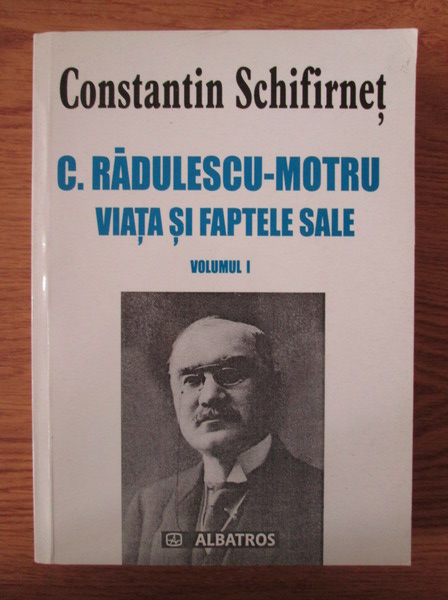 Constantin Schifirneț
C. RĂDULESCU-MOTRU
VIAȚA ȘI FAPTELE SALE
VOLUMUL I
ALBATROS